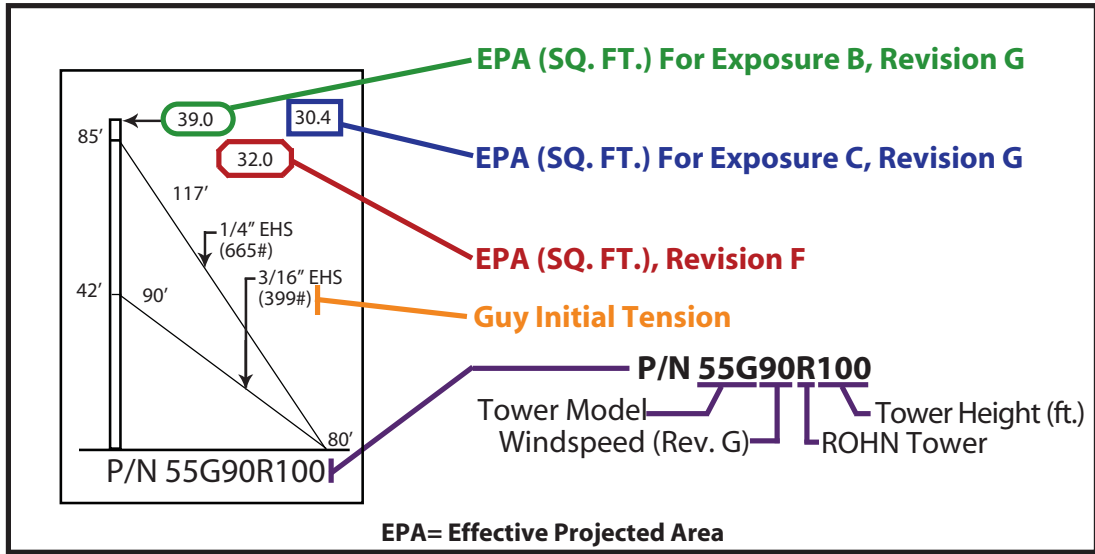 EPA (SQ. FT.) For Exposure B, Revision G
39.0
30.4
85’
EPA (SQ. FT.) For Exposure C, Revision G
32.0
117’
1/4” EHS
(665#)
EPA (SQ. FT.), Revision F
3/16” EHS
(399#)
42’
90’
Guy Initial Tension
P/N 55G90R100
Tower Model
Tower Height (ft.)
Windspeed (Rev. G)
ROHN Tower
80’
P/N 55G90R100
EPA= Effective Projected Area